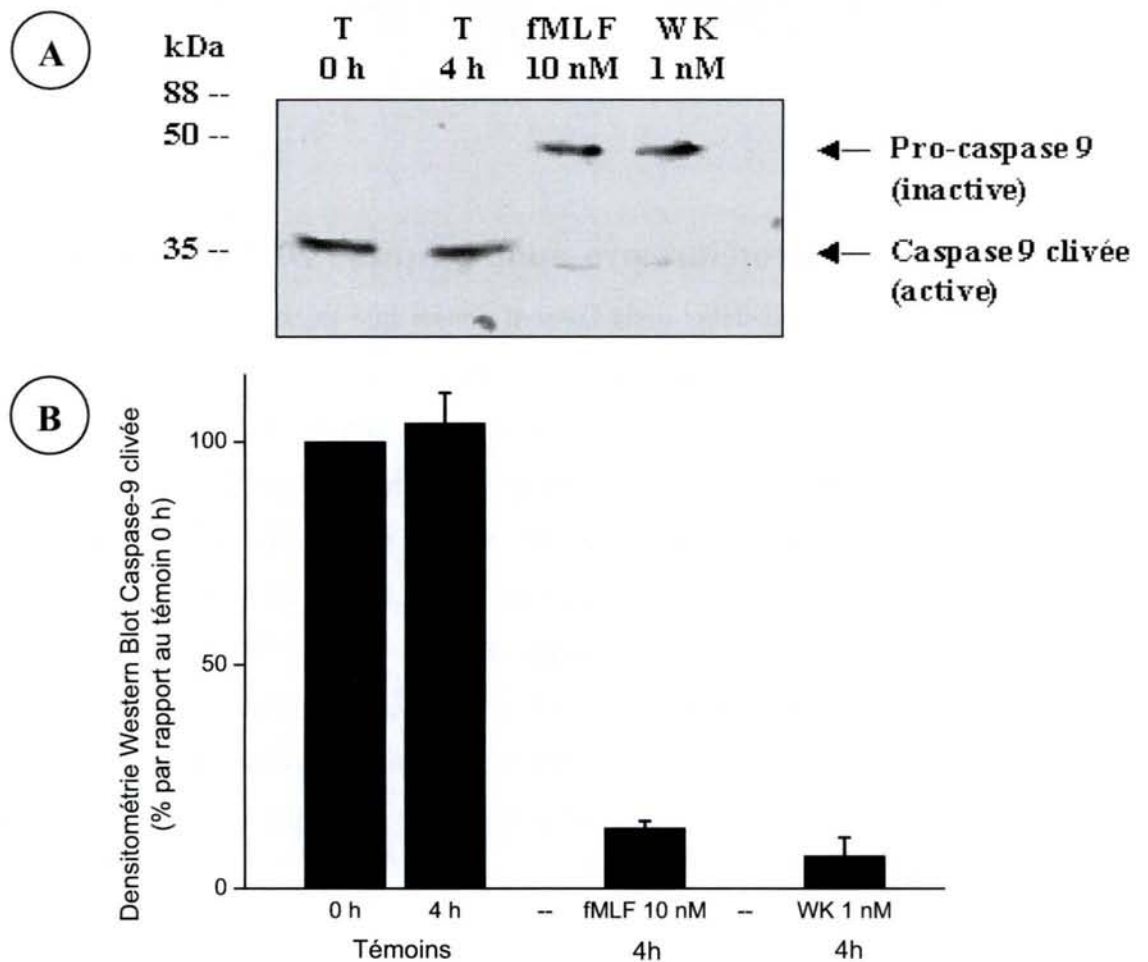 A
kDa
T T fMLF WK
0 h 4 h 10 nM 1 nM
88 --
50 --
35 --
Pro-caspase 9
(inactive)
Caspase 9 clivée
(active)
B
Densitométrie Western Blot Caspase-9 clivée
(% par rapport au témoin 0 h)
100
50
0
0 h 4 h -- fMLF 10 nM -- WK 1 nM
Témoins 4h 4h